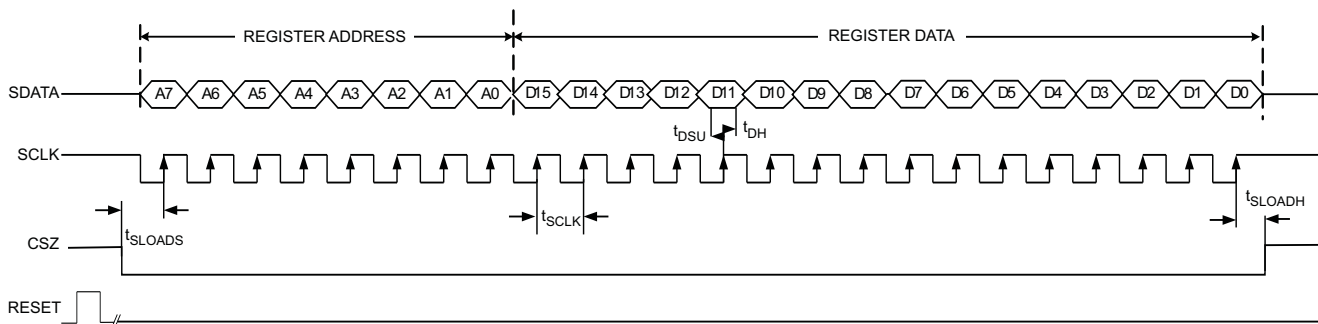 REGISTER ADDRESS REGISTER DATA
SDATA A7 A6 A5 A4 A3 A2 A1 A0 D15 D14 D13 D12 D11 D10 D9 D8 D7 D6 D5 D4 D3 D2 D1 D0
tDSU tDH
SCLK
tSLOADS tSCLK tSLOADH
CSZ
RESET